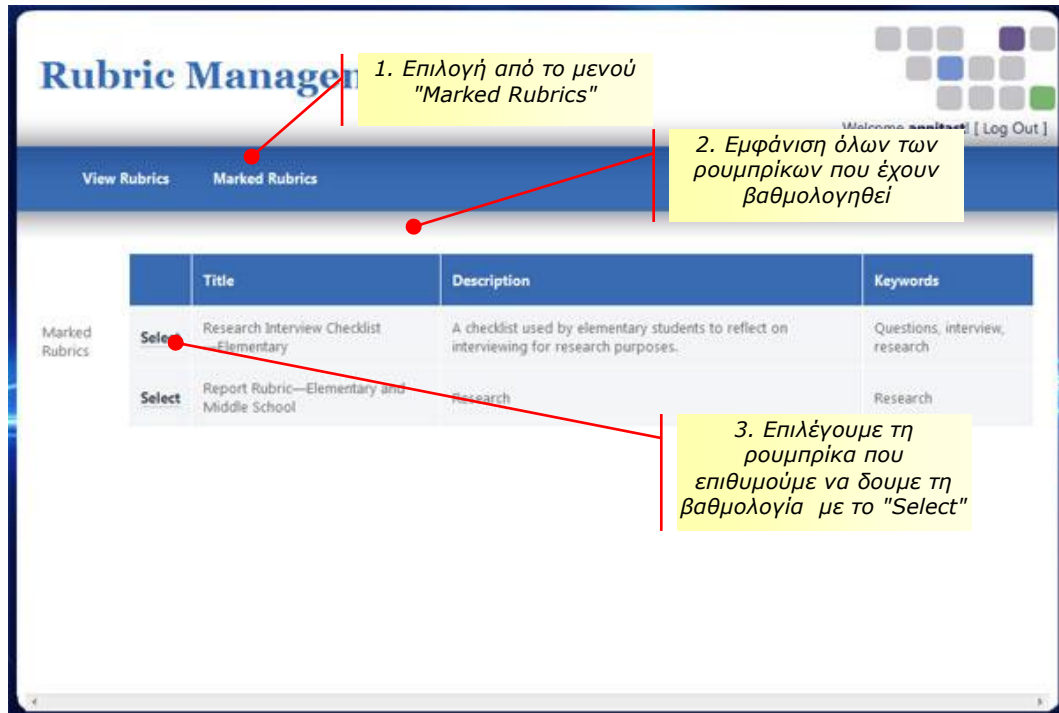 Rubric Managem
1. Επιλογή από το μενού
"Marked Rubrics"
Welcome annitast! [ Log Out ]
2. Εμφάνιση όλων των
ρουμπρίκων που έχουν
βαθμολογηθεί
View Rubrics Marked Rubrics
Title Description Keywords
Marked
Rubrics
Select
Research Interview Checklist
—Elementary
A checklist used by elementary students to reflect on
interviewing for research purposes.
Questions, interview,
research
Select
Report Rubric—Elementary and
Middle School
Research
Research
3. Επιλέγουμε τη
ρουμπρίκα που
επιθυμούμε να δουμε τη
βαθμολογία με το "Select"